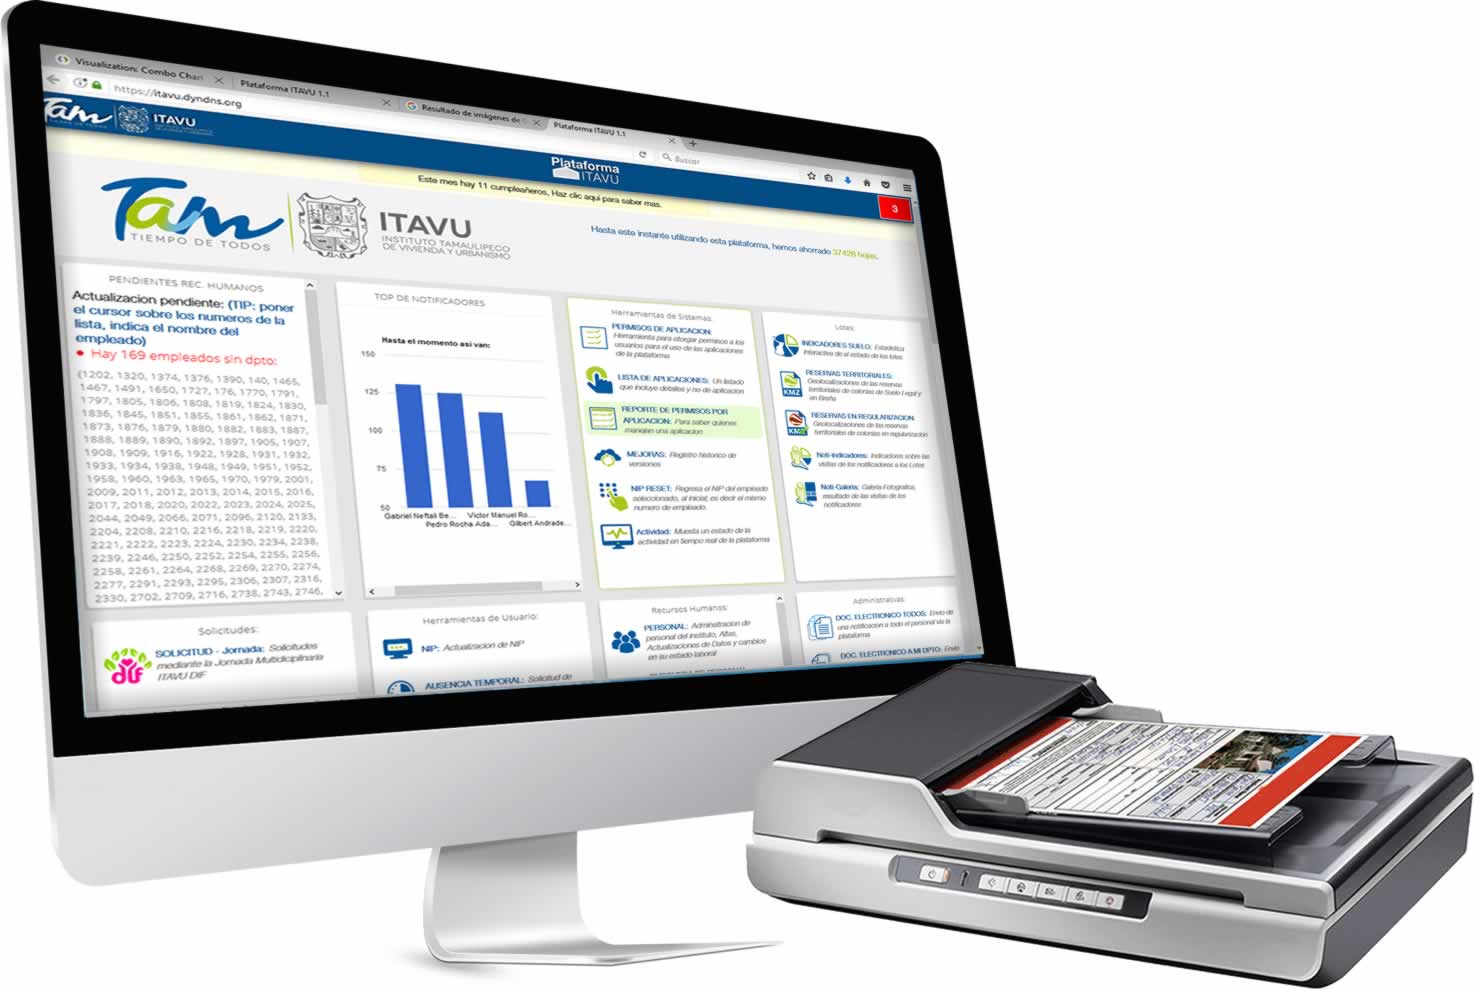 Visualization: Combo Chart
Plataforma ITAVU 1.1
Resultado de imágenes de
Plataforma ITAVU 1.1
https://itavu.dyndns.org
Buscar
Tam
TIEMPO DE TODOS
ITAVU
Plataforma
ITAVU
3
Este mes hay 11 cumpleañeros, Haz clic aqui para saber mas.
Tam
TIEMPO DE TODOS
ITAVU
INSTITUTO TAMAULIPECO
DE VIVIENDA Y URBANISMO
Hasta este instante utilizando esta plataforma, hemos ahorrado 37428 hojas.
PENDIENTES REC. HUMANOS
Actualizacion pendiente: (TIP: poner
el cursor sobre los numeros de la
lista, indica el nombre del
empleado)
• Hay 169 empleados sin dpto:
(1202, 1320, 1374, 1376, 1390, 140, 1465,
1467, 1491, 1650, 1727, 176, 1770, 1791,
1797, 1805, 1806, 1808, 1819, 1824, 1830,
1836, 1845, 1851, 1855, 1861, 1862, 1871,
1873, 1876, 1879, 1880, 1882, 1883, 1887,
1888, 1889, 1890, 1892, 1897, 1905, 1907,
1908, 1909, 1916, 1922, 1928, 1931, 1932,
1933, 1934, 1938, 1948, 1949, 1951, 1952,
1958, 1960, 1963, 1965, 1970, 1979, 2001,
2009, 2011, 2012, 2013, 2014, 2015, 2016,
2017, 2018, 2020, 2022, 2023, 2024, 2025,
2044, 2049, 2066, 2071, 2096, 2120, 2133,
2204, 2208, 2210, 2216, 2218, 2219, 2220,
2221, 2222, 2223, 2224, 2230, 2234, 2238,
2239, 2246, 2250, 2252, 2254, 2255, 2256,
2258, 2261, 2264, 2268, 2269, 2270, 2274,
2277, 2291, 2293, 2295, 2306, 2307, 2316,
2330, 2702, 2709, 2716, 2738, 2743, 2746,
TOP DE NOTIFICADORES
Hasta el momento asi van:
150
125
100
75
50
Gabriel Neftali Be...
Victor Manuel Ro...
Pedro Rocha Ada...
Gilbert Andrade...
Herramientas de Sistemas:
PERMISOS DE APLICACION:
Herramienta para otorgar permisos a los
usuarios para el uso de las aplicaciones
de la plataforma
LISTA DE APLICACIONES: Un listado
que incluye detalles y no de aplicacion
REPORTE DE PERMISOS POR
APLICACION: Para saber quienes
manejan una aplicacion
MEJORAS: Registro historico de
versiones
NIP RESET: Regresa el NIP del empleado
seleccionado, al inicial, es decir el mismo
numero de empleado.
Actividad: Muesta un estado de la
actividad en tiempo real de la plataforma
Lotes:
INDICADORES SUELO: Estadistica
interactiva de al estado de los lotes
RESERVAS TERRITORIALES:
Geolocalizaciones de las reservas
territoriales de colonias de Suelo Legal y
en Breña
KMZ
RESERVAS EN REGULARIZACION:
Geolocalizaciones de las reservas
territoriales de colonias en regularizacion
KMZ
Noti-Indicadores: Indicadores sobre las
visitas de los notificadores a los Lotes
Noti-Galeria: Galeria Fotografica,
resultado de las visitas de los
notificadores
Solicitudes:
SOLICITUD - Jornada: Solicitudes
mediante la Jornada Multidiciplinaria
ITAVU DIF
DIF
Herramientas de Usuario:
NIP: Actualizacion de NIP
AUSENCIA TEMPORAL: Solicitud de
Recursos Humanos:
PERSONAL: Administracion de
personal del instituto, Altas,
Actualizaciones de Datos y cambios
en su estado laboral
Administrativas:
DOC. ELECTRONICO TODOS: Envio de
una notificacion a todo el personal via la
plataforma
DOC. ELECTRONICO A MI DPTO: Envio